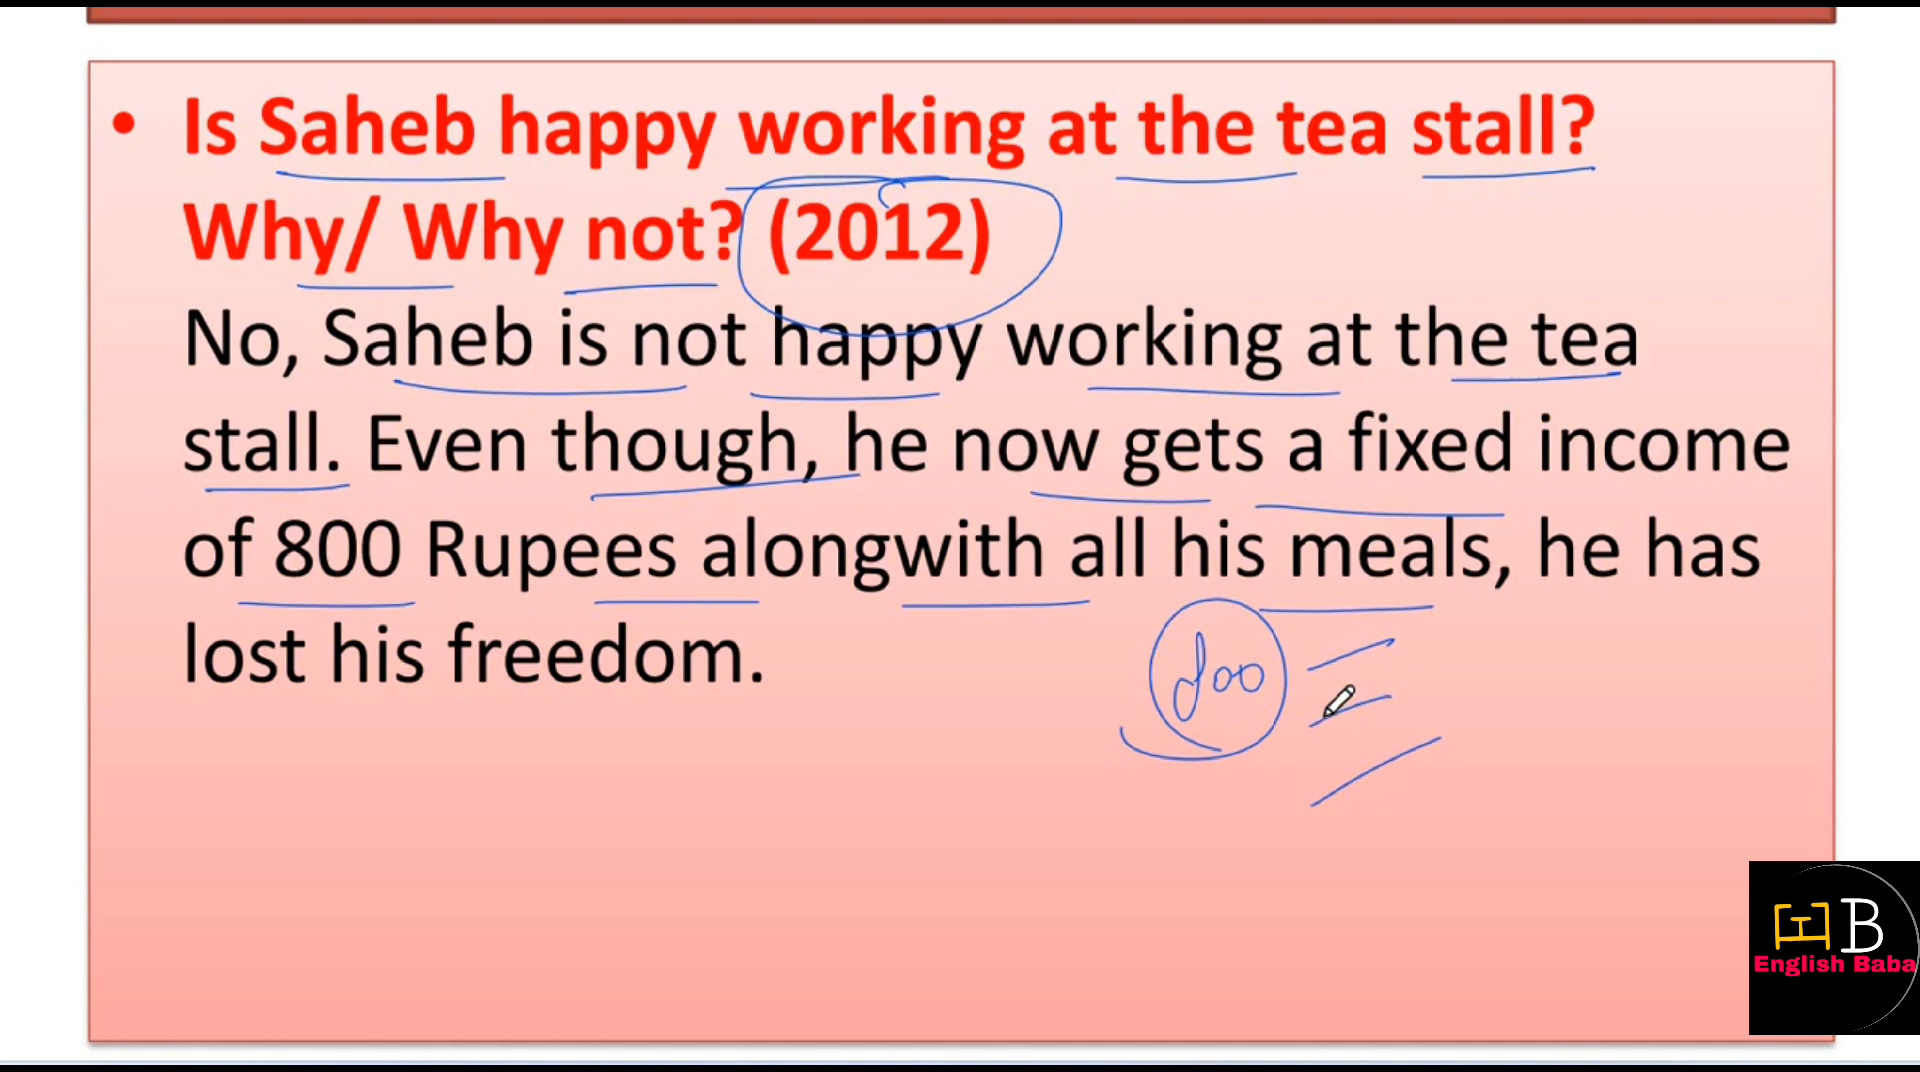 • Is Saheb happy working at the tea stall?
Why/ Why not? (2012)
No, Saheb is not happy working at the tea
stall. Even though, he now gets a fixed income
of 800 Rupees alongwith all his meals, he has
lost his freedom.
800
EB
English Baba